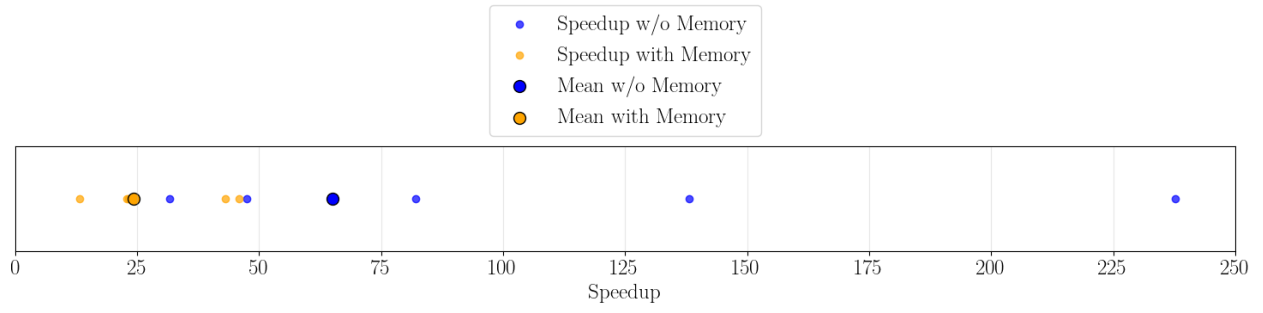 Speedup w/o Memory
Speedup with Memory
Mean w/o Memory
Mean with Memory
0 25 50 75 100 125 150 175 200 225 250
Speedup